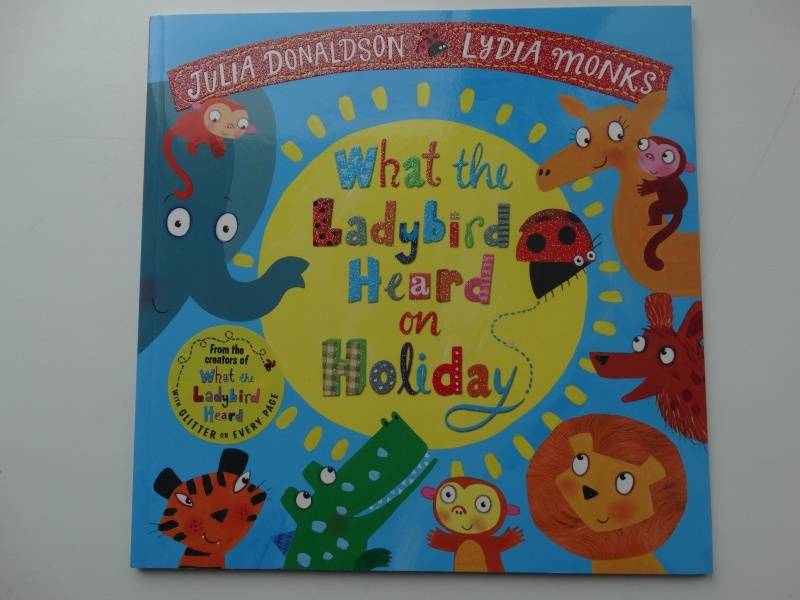 JULIA DONALDSON LYDIA MONKS
What the
Ladybird
Heard
on
Holiday
From the
creators of
What the
Ladybird
Heard
WITH GLITTER ON EVERY PAGE